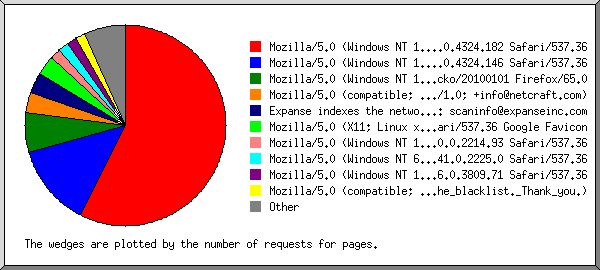 Mozilla/5.0 (Windows NT 1....0.4324.182 Safari/537.36
Mozilla/5.0 (Windows NT 1....0.4324.146 Safari/537.36
Mozilla/5.0 (Windows NT 1...cko/20100101 Firefox/65.0
Mozilla/5.0 (compatible; .../1.0; +info@netcraft.com)
Expanse indexes the netwo...: scaninfo@expanseinc.com
Mozilla/5.0 (X11; Linux x...ari/537.36 Google Favicon
Mozilla/5.0 (Windows NT 1...0.0.2214.93 Safari/537.36
Mozilla/5.0 (Windows NT 6...41.0.2225.0 Safari/537.36
Mozilla/5.0 (Windows NT 1...6.0.3809.71 Safari/537.36
Mozilla/5.0 (compatible; ...he_blacklist._Thank_you.)
Other
The wedges are plotted by the number of requests for pages.